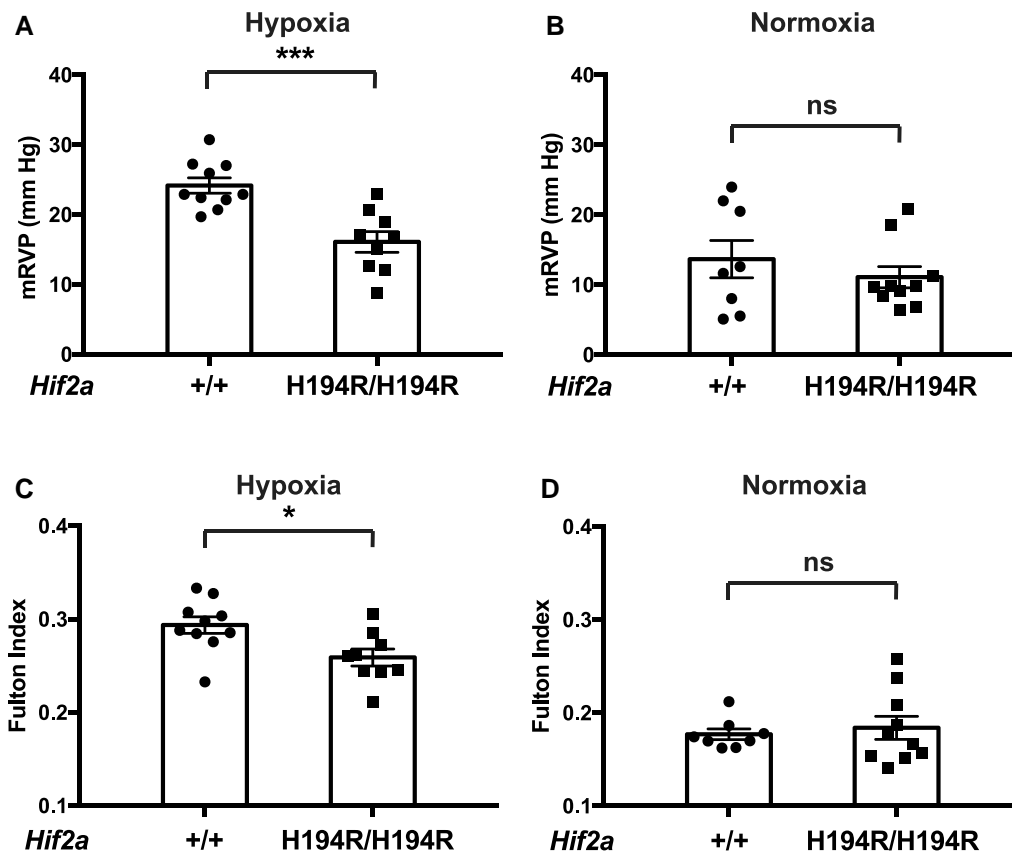 A
Hypoxia
***
mRVP (mm Hg)
40
30
20
10
0
Hif2a
+/+
H194R/H194R
B
Normoxia
ns
mRVP (mm Hg)
40
30
20
10
0
Hif2a
+/+
H194R/H194R
C
Hypoxia
*
Fulton Index
0.4
0.3
0.2
0.1
Hif2a
+/+
H194R/H194R
D
Normoxia
ns
Fulton Index
0.4
0.3
0.2
0.1
Hif2a
+/+
H194R/H194R